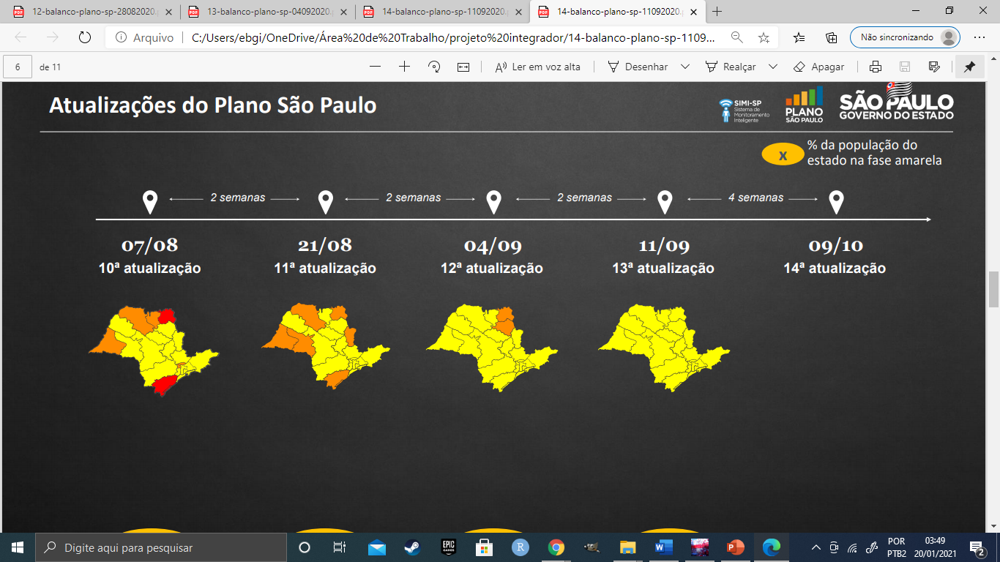 12-balanco-plano-sp-28082020.
13-balanco-plano-sp-04092020.
14-balanco-plano-sp-11092020.
14-balanco-plano-sp-11092020.
Arquivo
C:/Users/ebgi/OneDrive/Área%20de%20Trabalho/projeto%20integrador/14-balanco-plano-sp-1109...
Não sincronizando
6 de 11
Ler em voz alta
Desenhar
Realçar
Apagar
Atualizações do Plano São Paulo
SIMI-SP
Sistema de
Monitoramento
Inteligente
PLANO
SÃO PAULO
SÃO PAULO
GOVERNO DO ESTADO
x
% da população do
estado na fase amarela
2 semanas
2 semanas
2 semanas
4 semanas
07/08
21/08
04/09
11/09
09/10
10ª atualização
11ª atualização
12ª atualização
13ª atualização
14ª atualização
Digite aqui para pesquisar
EPIC
GAMES
R
W
P
POR
PTB2
03:49
20/01/2021
2